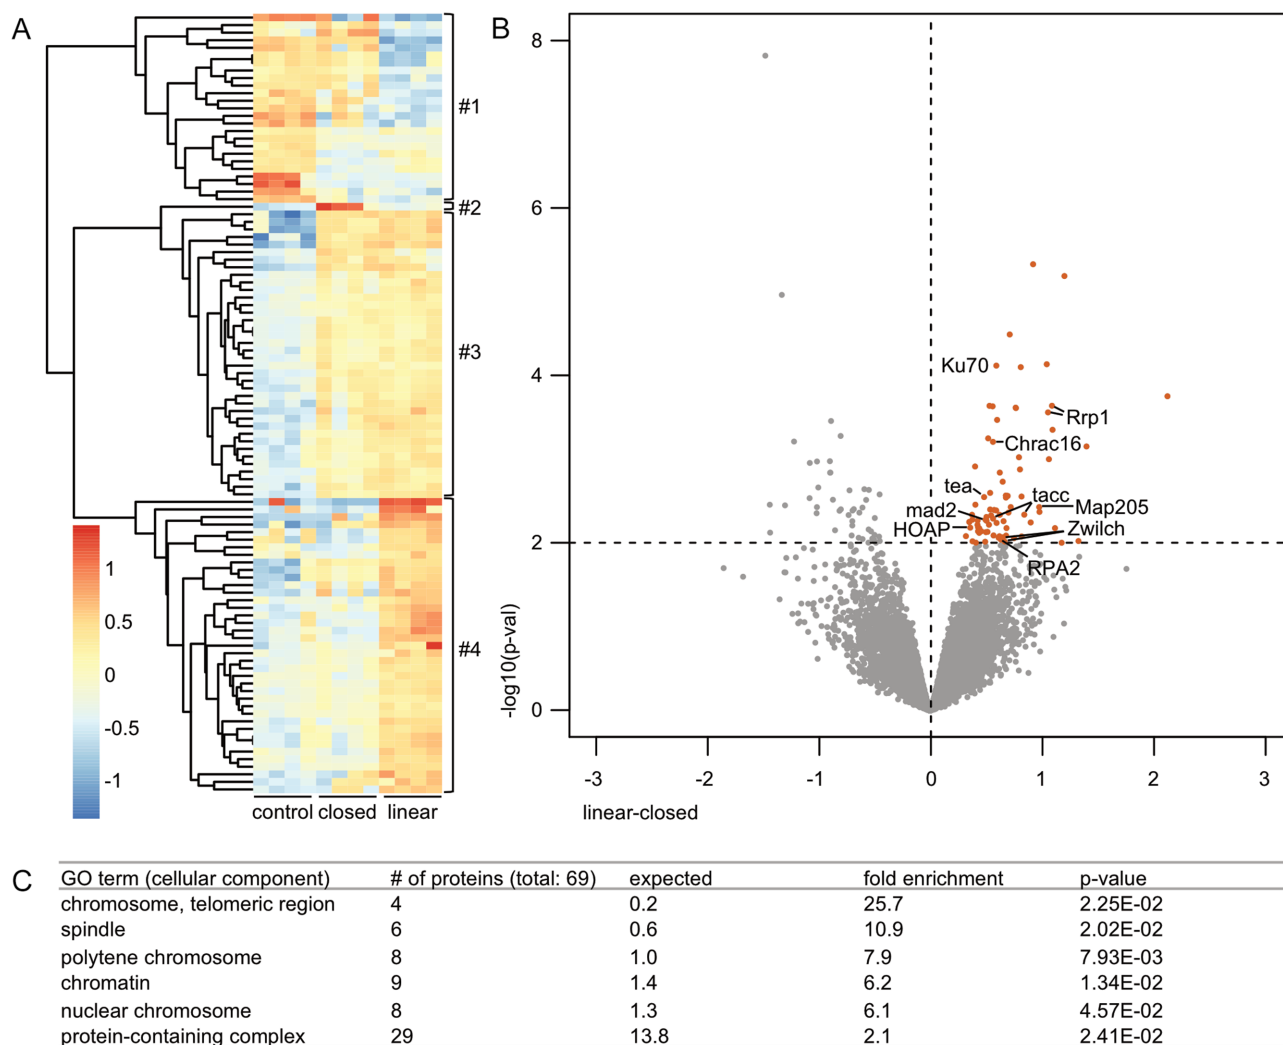 A
#1
#2
#3
#4
1
0.5
0
-0.5
-1
control closed linear
B
8
6
4
2
0
-log10(p-val)
Ku70
Rrp1
Chrac16
tea
tacc
mad2
Map205
HOAP
Zwilch
RPA2
-3 -2 -1 0 1 2 3
linear-closed
C
GO term (cellular component) # of proteins (total: 69) expected fold enrichment p-value
chromosome, telomeric region 4 0.2 25.7 2.25E-02
spindle 6 0.6 10.9 2.02E-02
polytene chromosome 8 1.0 7.9 7.93E-03
chromatin 9 1.4 6.2 1.34E-02
nuclear chromosome 8 1.3 6.1 4.57E-02
protein-containing complex 29 13.8 2.1 2.41E-02